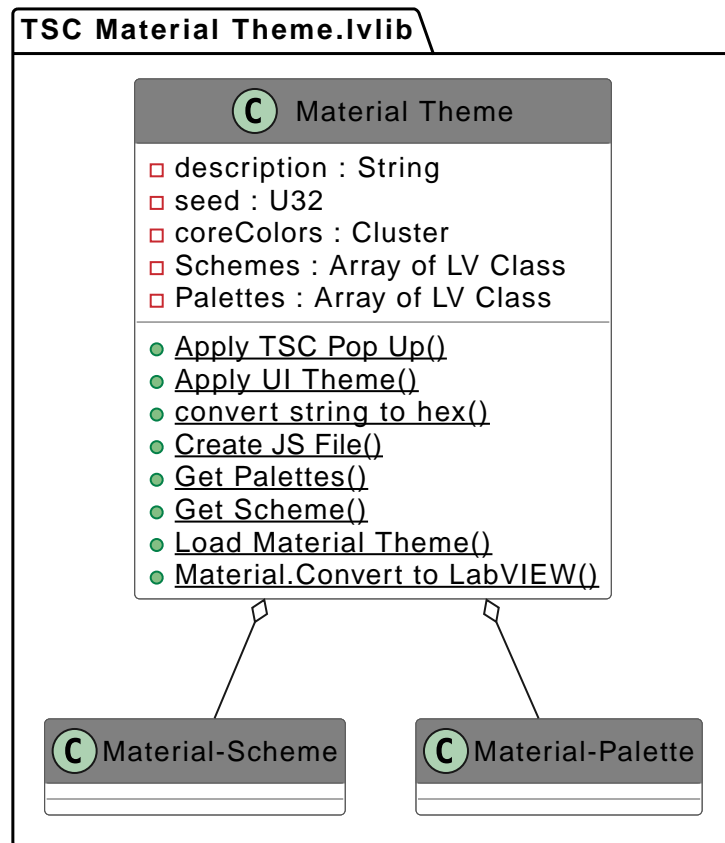 TSC Material Theme.lvlib
C Material Theme
description : String
seed : U32
coreColors : Cluster
Schemes : Array of LV Class
Palettes : Array of LV Class
Apply TSC Pop Up()
Apply UI Theme()
convert string to hex()
Create JS File()
Get Palettes()
Get Scheme()
Load Material Theme()
Material.Convert to LabVIEW()
C Material-Scheme
C Material-Palette